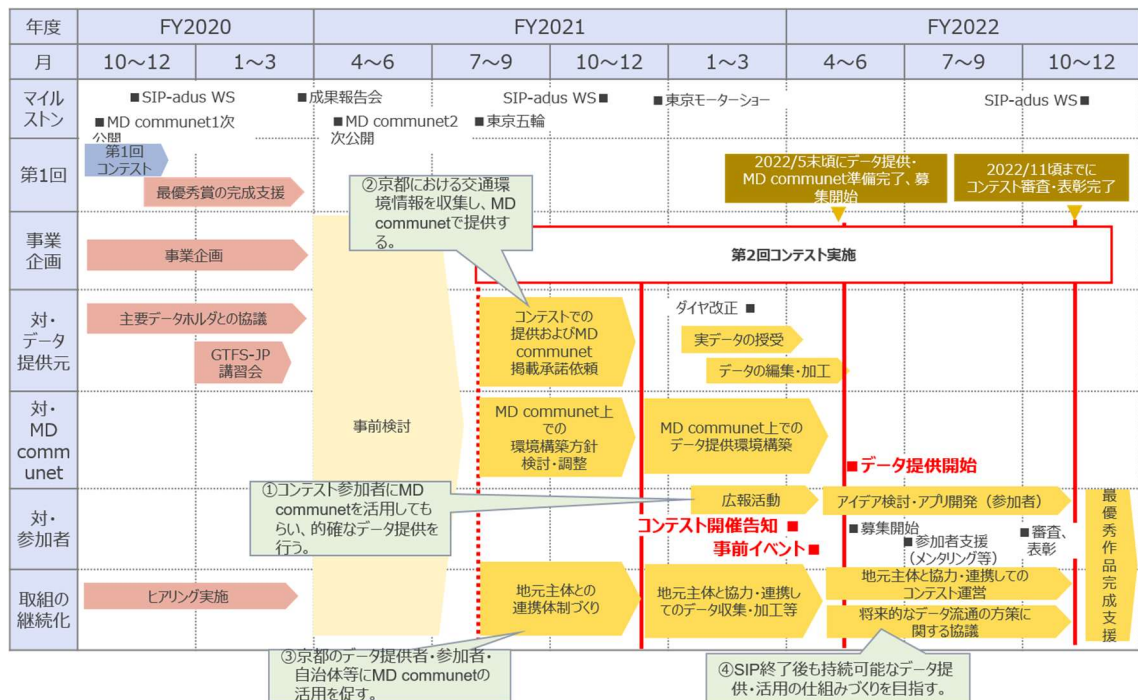 年度
FY2020
FY2021
FY2022
月
10～12
1～3
4～6
7～9
10～12
1～3
4～6
7～9
10～12
マイル
ストン
■SIP-adus WS
■成果報告会
SIP-adus WS■
■東京モーターショー
SIP-adus WS■
■MD communet1次
公開
■MD communet2
次公開
■東京五輪
第1回
第1回
コンテスト
最優秀賞の完成支援
②京都における交通環
境情報を収集し、MD
communetで提供す
る。
2022/5末頃にデータ提供・
MD communet準備完了、募
集開始
2022/11頃までに
コンテスト審査・表彰完了
事業
企画
事業企画
第2回コンテスト実施
対・
データ
提供元
主要データホルダとの協議
GTFS-JP
講習会
コンテストでの
提供およびMD
communet
掲載承諾依頼
ダイヤ改正 ■
実データの授受
データの編集・加工
対・
MD
comm
unet
事前検討
MD communet上
での
環境構築方針
検討・調整
MD communet上での
データ提供環境構築
■データ提供開始
対・
参加者
①コンテスト参加者にMD
communetを活用しても
らい、的確なデータ提供を
行う。
広報活動
アイデア検討・アプリ開発（参加者）
コンテスト開催告知 ■
事前イベント■
■募集開始
■参加者支援
（メンタリング等）
■審査、
表彰
最優秀作品完成支援
取組の
継続化
ヒアリング実施
地元主体との
連携体制づくり
地元主体と協力・連携し
てのデータ収集・加工等
地元主体と協力・連携しての
コンテスト運営
将来的なデータ流通の方策に
関する協議
③京都のデータ提供者・参加者・
自治体等にMD communetの
活用を促す。
④SIP終了後も持続可能なデータ提
供・活用の仕組みづくりを目指す。